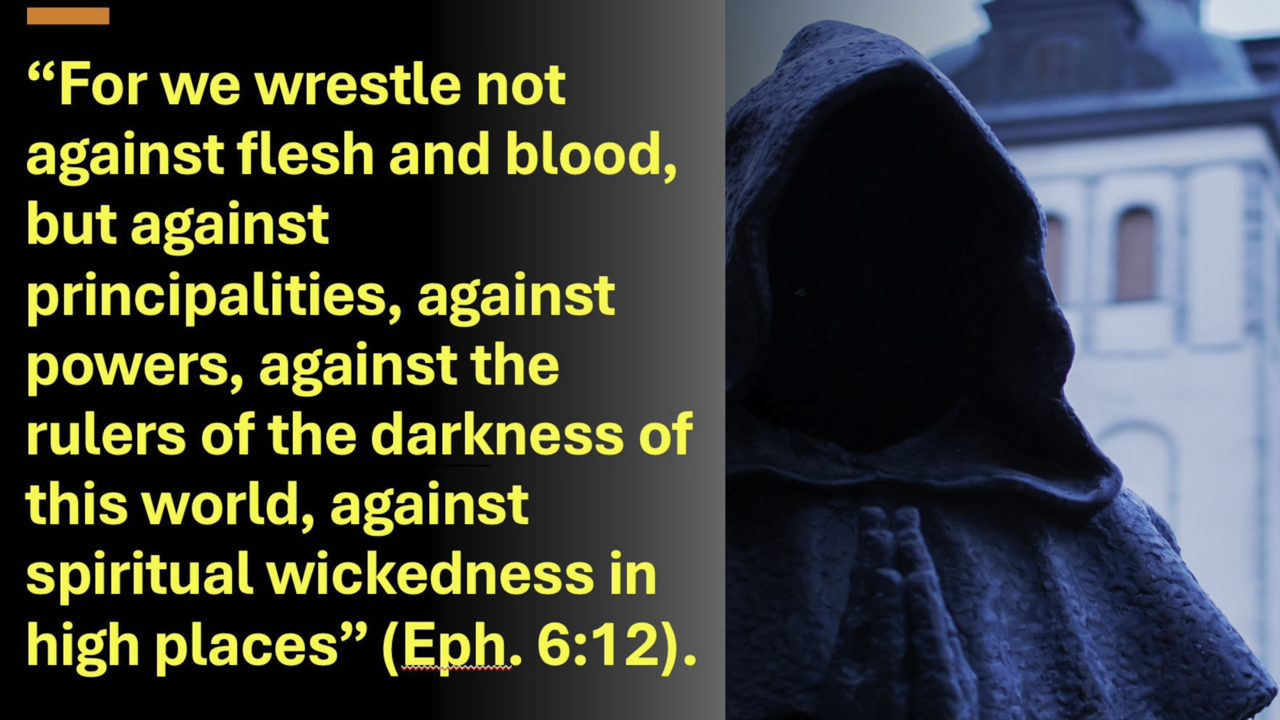 “For we wrestle not
against flesh and blood,
but against
principalities, against
powers, against the
rulers of the darkness of
this world, against
spiritual wickedness in
high places” (Eph. 6:12).